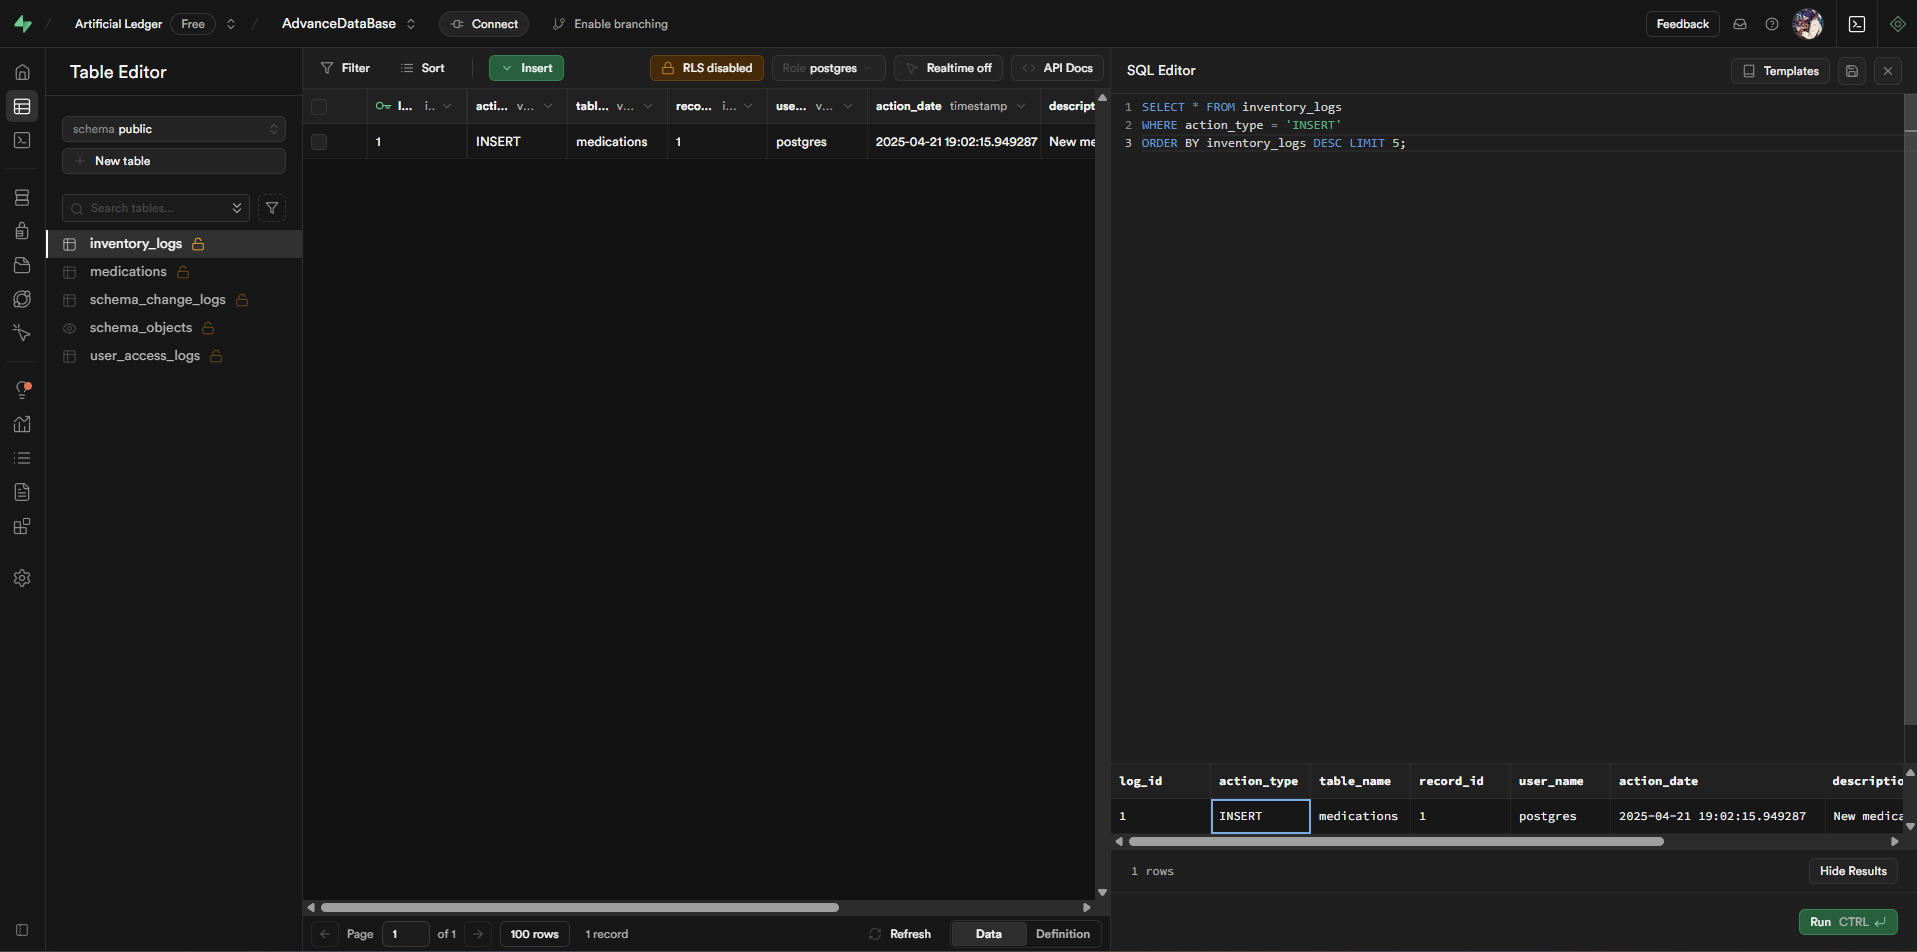 Artificial Ledger Free AdvanceDataBase Connect Enable branching Feedback
Table Editor
schema public
New table
Search tables...
inventory_logs
medications
schema_change_logs
schema_objects
user_access_logs
Filter Sort Insert RLS disabled Role postgres Realtime off API Docs
l... i.. acti... v... tabl... v... reco... i... use... v... action_date timestamp descript
1 INSERT medications 1 postgres 2025-04-21 19:02:15.949287 New me
Page 1 of 1 100 rows 1 record Refresh Data Definition
SQL Editor Templates
1 SELECT * FROM inventory_logs
2 WHERE action_type = 'INSERT'
3 ORDER BY inventory_logs DESC LIMIT 5;
log_id action_type table_name record_id user_name action_date descriptio
1 INSERT medications 1 postgres 2025-04-21 19:02:15.949287 New medica
1 rows Hide Results
Run CTRL